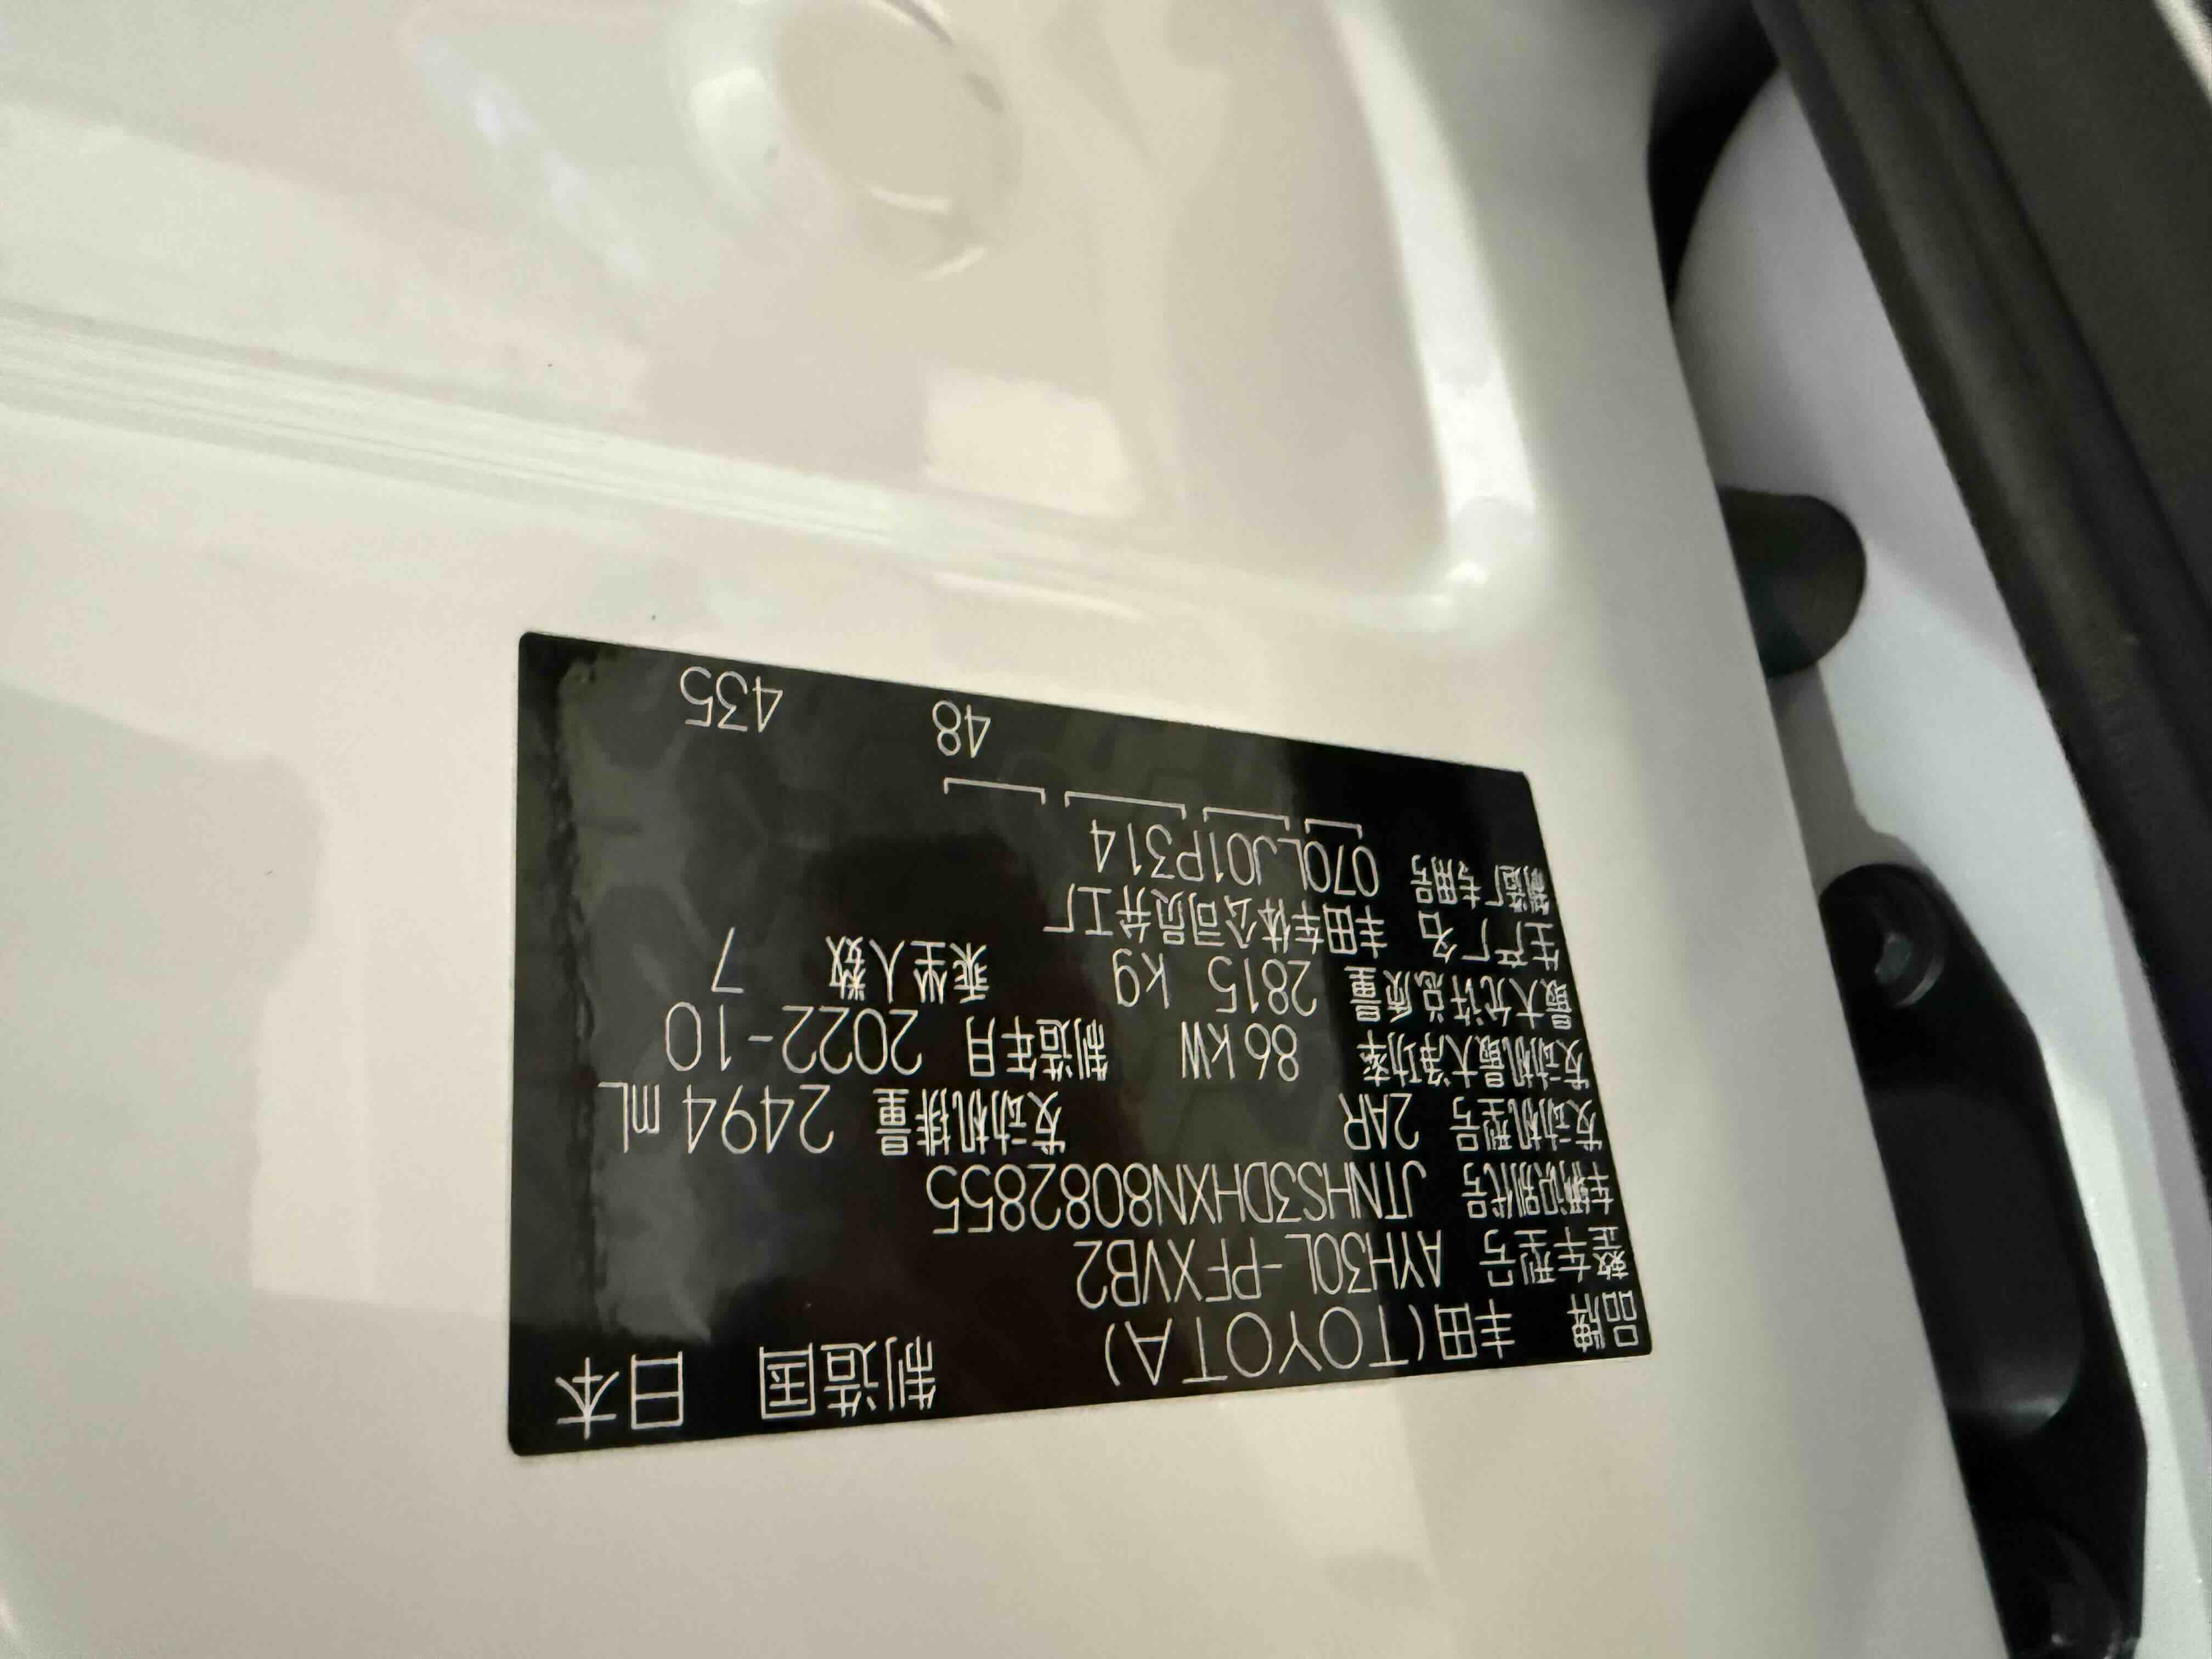 品牌 丰田(TOYOTA) 制造国 日本
整车型号 AYH30L-PFXVB2
车辆识别代号 JTNHS3DHXN8082855
发动机型号 2AR 发动机排量 2494 mL
发动机最大净功率 86 kW 制造年月 2022-10
最大允许总质量 2815 kg 乘坐人数 7
生产厂名 丰田车体公司员弁工厂
制造厂专用号 070LJ01P314
48 435